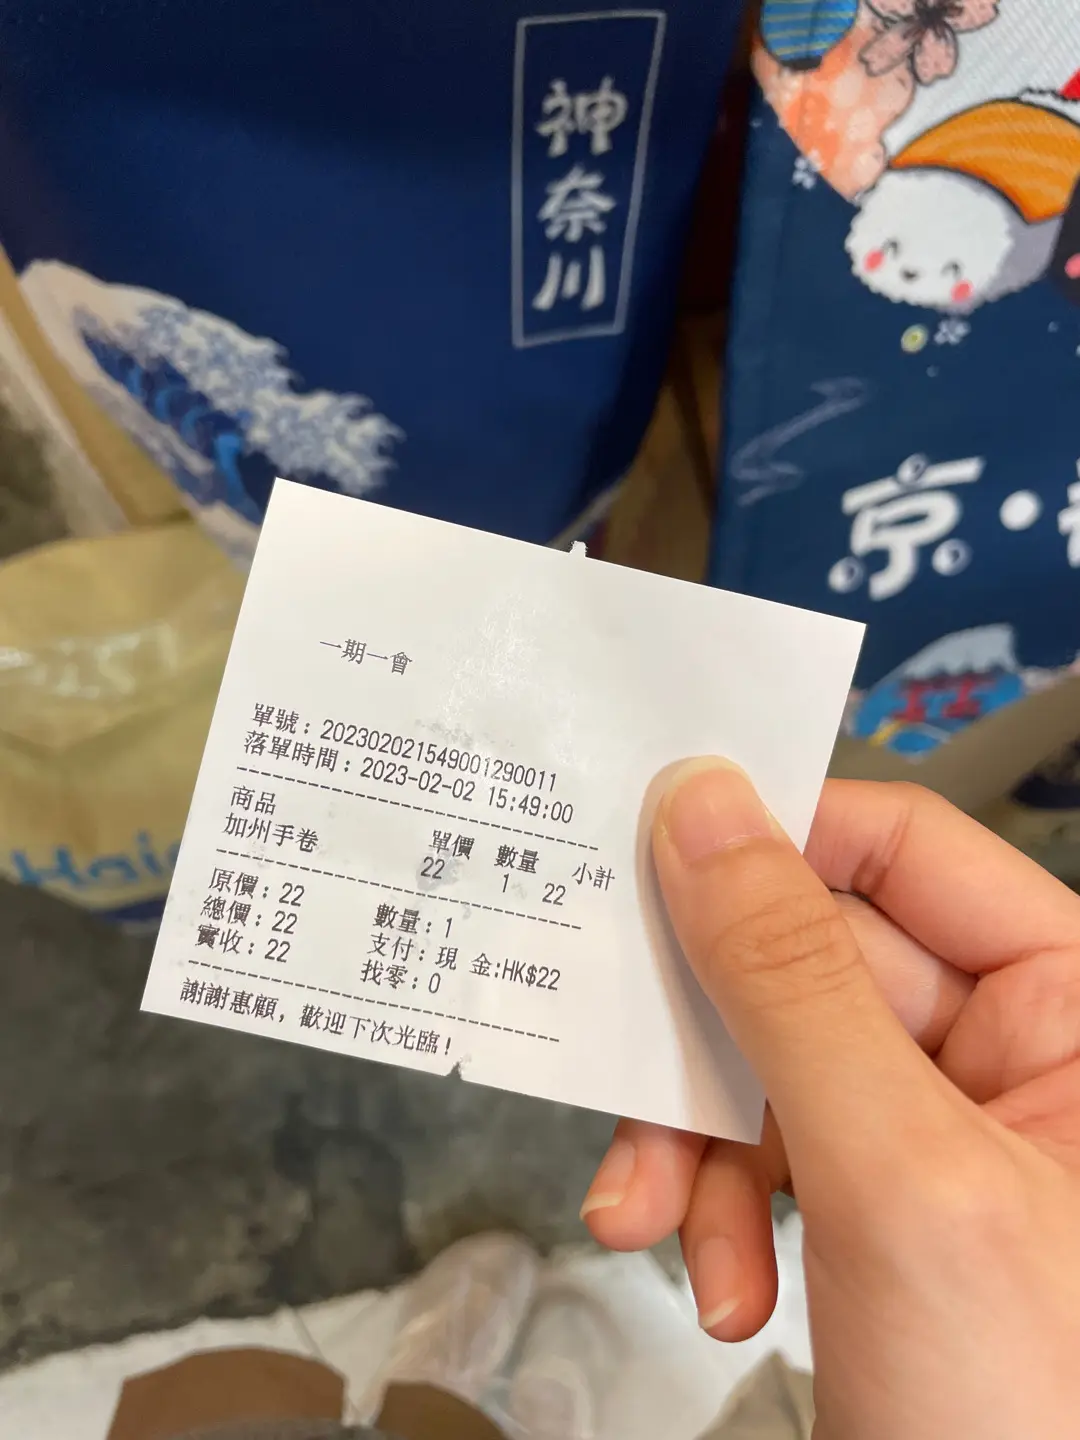 神奈川
京・
一期一會
單號：202302021549001290011
落單時間：2023-02-02 15:49:00
商品 單價 數量 小計
加州手卷 22 1 22
原價：22 數量：1
總價：22 支付：現 金:HK$22
實收：22 找零：0
謝謝惠顧，歡迎下次光臨！